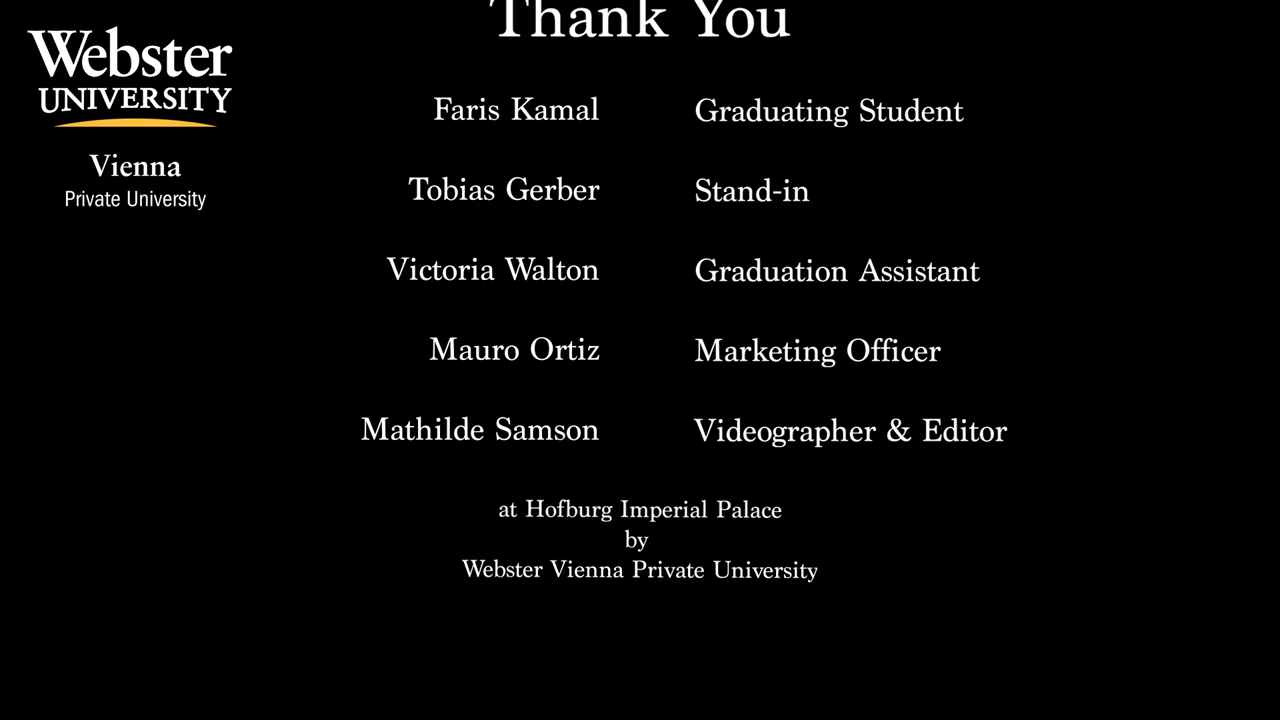 Thank You
Webster
UNIVERSITY
Vienna
Private University
Faris Kamal Graduating Student
Tobias Gerber Stand-in
Victoria Walton Graduation Assistant
Mauro Ortiz Marketing Officer
Mathilde Samson Videographer & Editor
at Hofburg Imperial Palace
by
Webster Vienna Private University